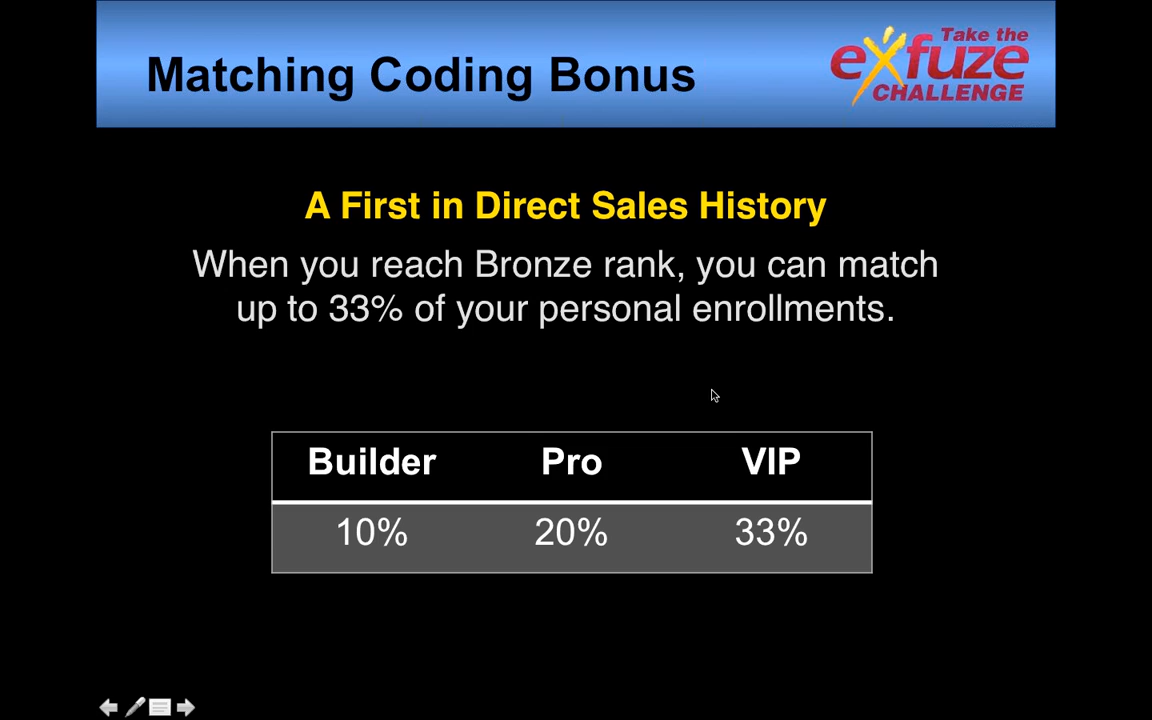 Matching Coding Bonus
Take the
exfuze
CHALLENGE
A First in Direct Sales History
When you reach Bronze rank, you can match
up to 33% of your personal enrollments.
Builder Pro VIP
10% 20% 33%